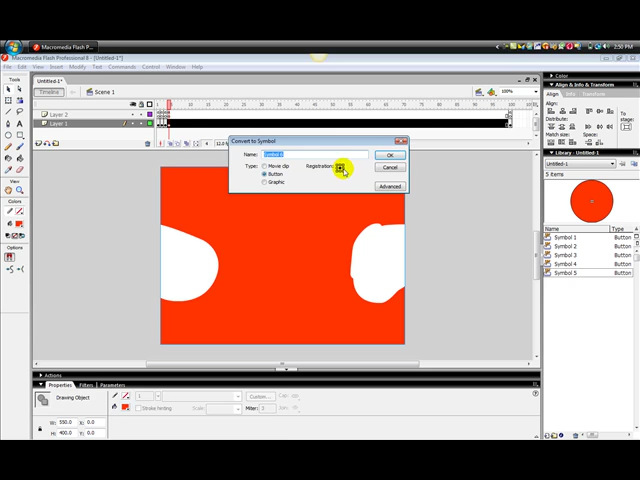 Macromedia Flash P...
2:50 PM
Macromedia Flash Professional 8 - [Untitled-1*]
File Edit View Insert Modify Text Commands Control Window Help
Tools
Untitled-1*
Timeline
Scene 1
100%
Layer 2
Layer 1
View
Colors
Options
Convert to Symbol
Name: Symbol 6
OK
Type: Movie clip
Registration:
Cancel
Button
Graphic
Advanced
Color
Align & Info & Transform
Align Info Transform
Align:
To stage:
Distribute:
Match size:
Space:
Library - Untitled-1*
Untitled-1*
5 items
Name Type
Symbol 1 Button
Symbol 2 Button
Symbol 3 Button
Symbol 4 Button
Symbol 5 Button
Actions
Properties Filters Parameters
Drawing Object
1
Custom...
Stroke hinting
Scale:
Cap:
Miter: 3
Join:
W: 550.0 X: 0.0
H: 400.0 Y: 0.0